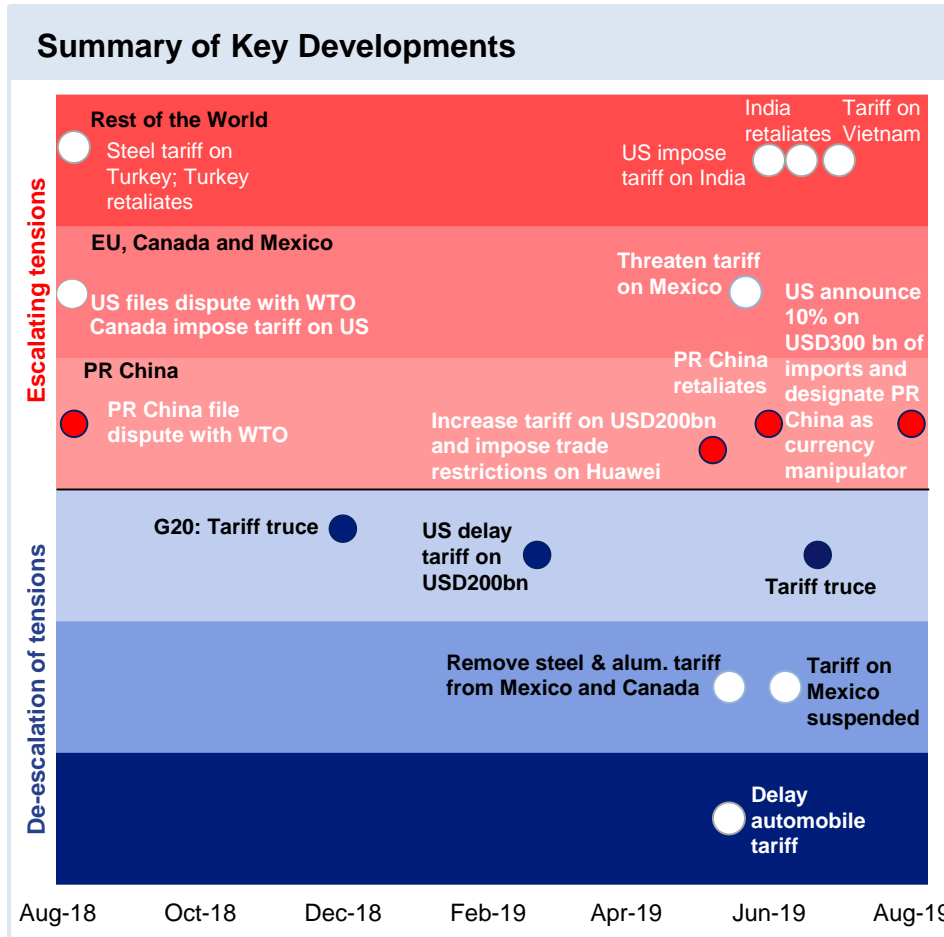 Summary of Key Developments
Escalating tensions
De-escalation of tensions
Rest of the World
Steel tariff on
Turkey; Turkey
retaliates
US impose
tariff on India
India
retaliates
Tariff on
Vietnam
EU, Canada and Mexico
US files dispute with WTO
Canada impose tariff on US
Threaten tariff
on Mexico
US announce
10% on
USD300 bn of
imports and
designate PR
China as
currency
manipulator
PR China
PR China file
dispute with WTO
Increase tariff on USD200bn
and impose trade
restrictions on Huawei
PR China
retaliates
G20: Tariff truce
US delay
tariff on
USD200bn
Tariff truce
Remove steel & alum. tariff
from Mexico and Canada
Tariff on
Mexico
suspended
Delay
automobile
tariff
Aug-18
Oct-18
Dec-18
Feb-19
Apr-19
Jun-19
Aug-19